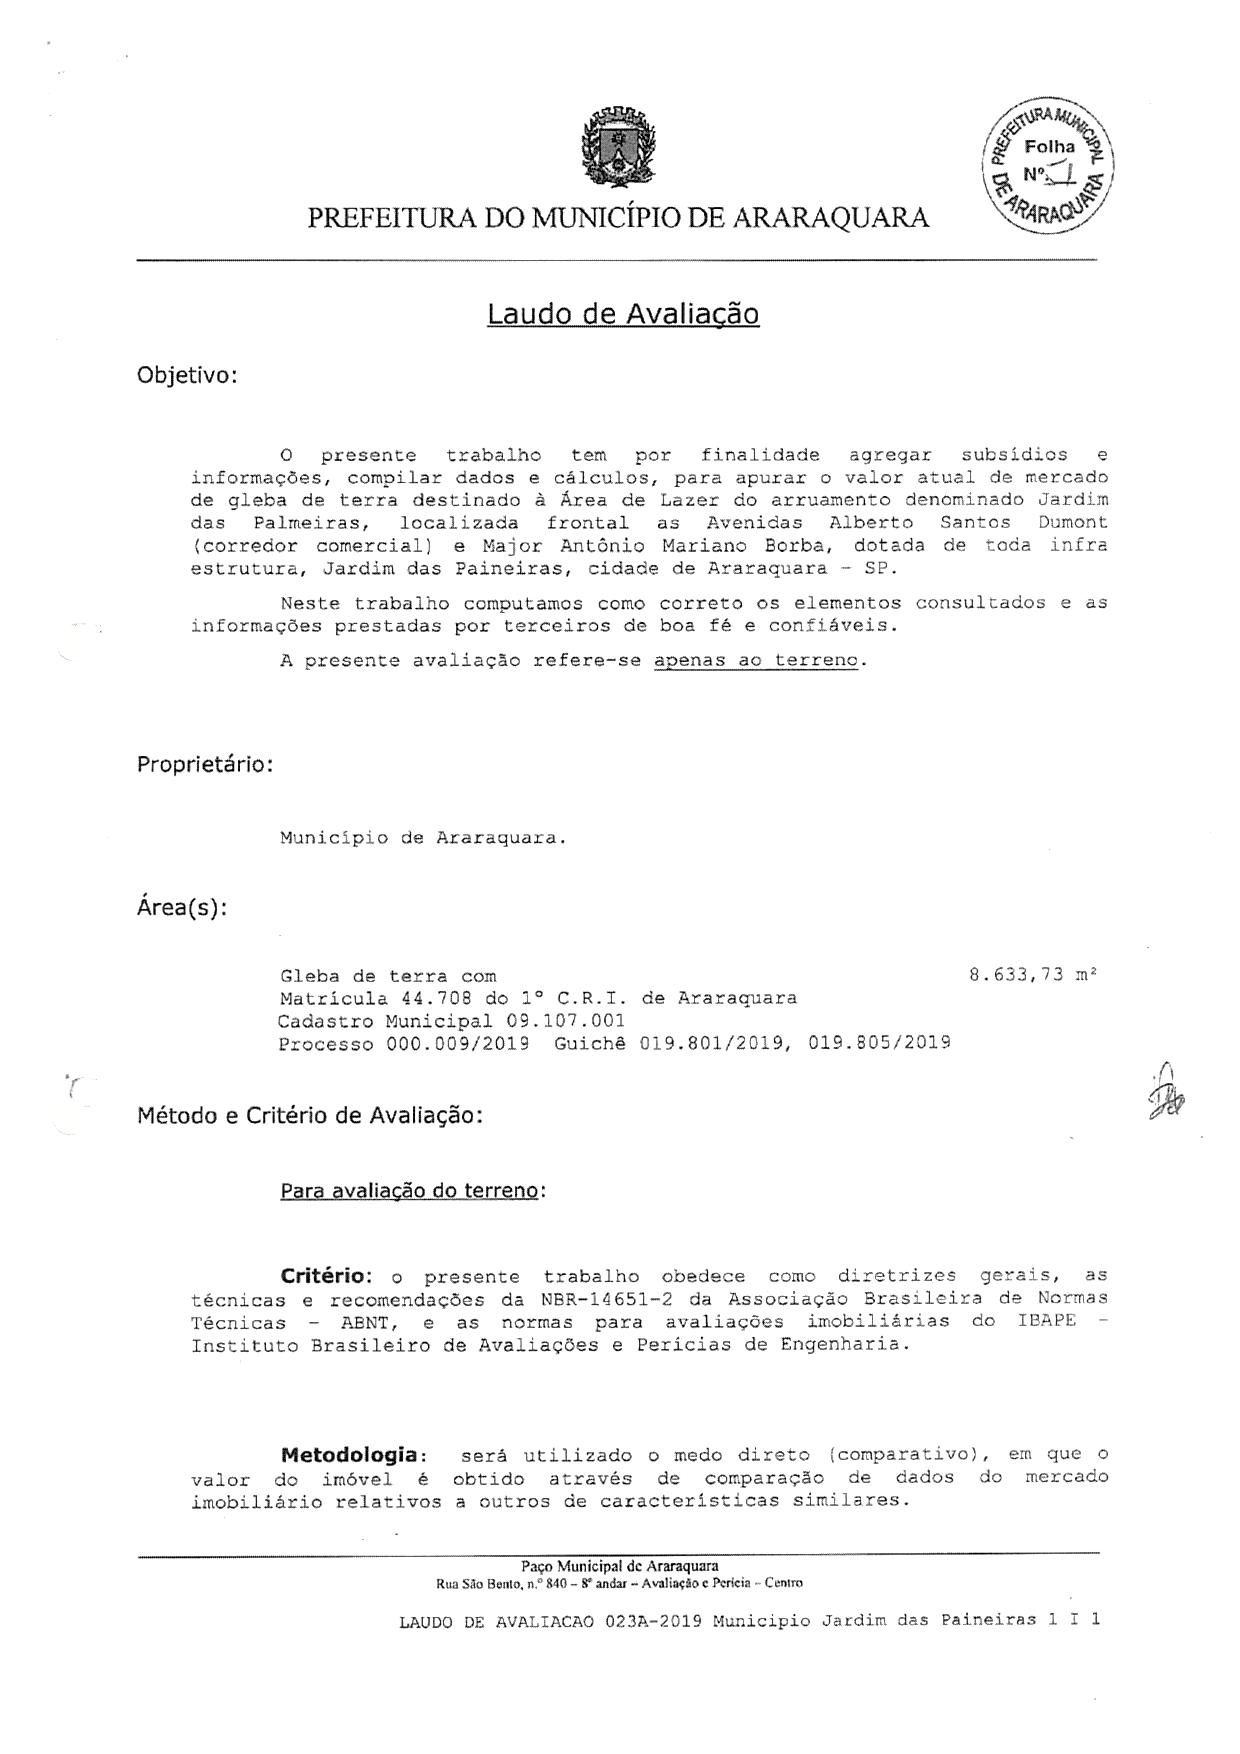 PREFEITURA MUNICIPAL
DE ARARAQUARA
Folha
Nº.
PREFEITURA DO MUNICÍPIO DE ARARAQUARA
Laudo de Avaliação
Objetivo:
O presente trabalho tem por finalidade agregar subsídios e
informações, compilar dados e cálculos, para apurar o valor atual de mercado
de gleba de terra destinado à Área de Lazer do arruamento denominado Jardim
das Palmeiras, localizada frontal as Avenidas Alberto Santos Dumont
(corredor comercial) e Major Antônio Mariano Borba, dotada de toda infra
estrutura, Jardim das Paineiras, cidade de Araraquara – SP.
Neste trabalho computamos como correto os elementos consultados e as
informações prestadas por terceiros de boa fé e confiáveis.
A presente avaliação refere-se apenas ao terreno.
Proprietário:
Município de Araraquara.
Área(s):
Gleba de terra com 8.633,73 m²
Matrícula 44.708 do 1º C.R.I. de Araraquara
Cadastro Municipal 09.107.001
Processo 000.009/2019 Guichê 019.801/2019, 019.805/2019
Método e Critério de Avaliação:
Para avaliação do terreno:
Critério: o presente trabalho obedece como diretrizes gerais, as
técnicas e recomendações da NBR-14651-2 da Associação Brasileira de Normas
Técnicas – ABNT, e as normas para avaliações imobiliárias do IBAPE –
Instituto Brasileiro de Avaliações e Perícias de Engenharia.
Metodologia: será utilizado o medo direto (comparativo), em que o
valor do imóvel é obtido através de comparação de dados do mercado
imobiliário relativos a outros de características similares.
Paço Municipal de Araraquara
Rua São Bento, n.º 840 – 8º andar – Avaliação e Perícia – Centro
LAUDO DE AVALIACAO 023A-2019 Municipio Jardim das Paineiras 1 I 1